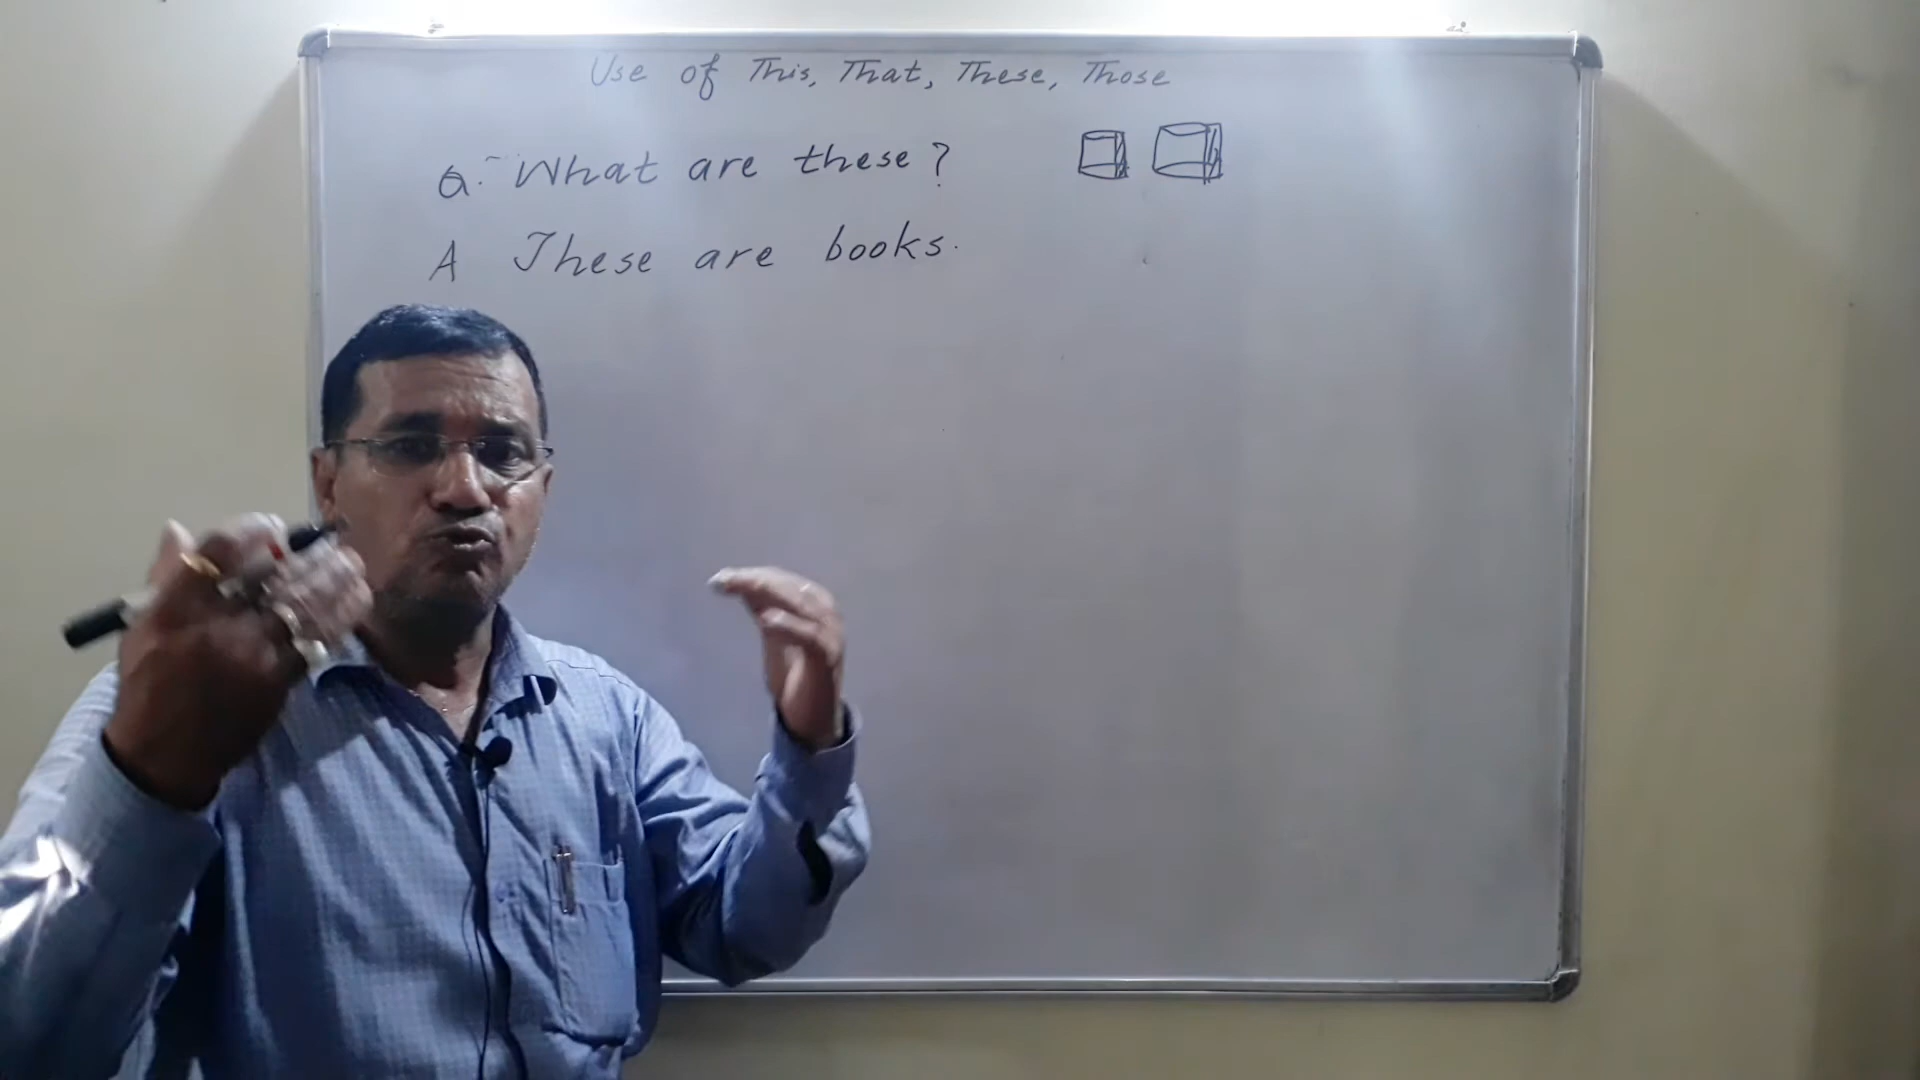 Use of This, That, These, Those
Q. What are these?
A These are books.